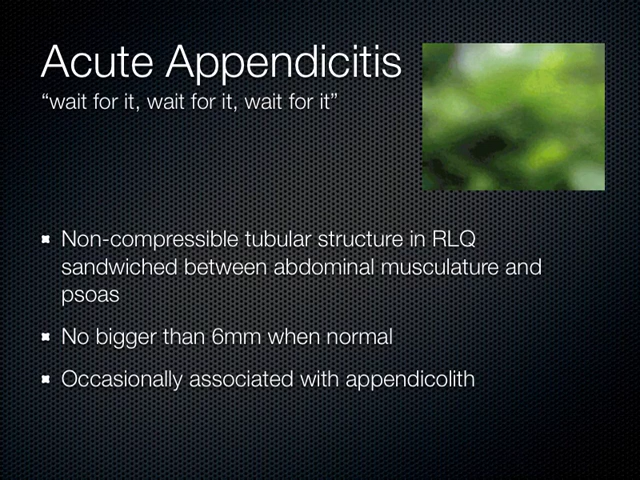 Acute Appendicitis
“wait for it, wait for it, wait for it”
Non-compressible tubular structure in RLQ
sandwiched between abdominal musculature and
psoas
No bigger than 6mm when normal
Occasionally associated with appendicolith